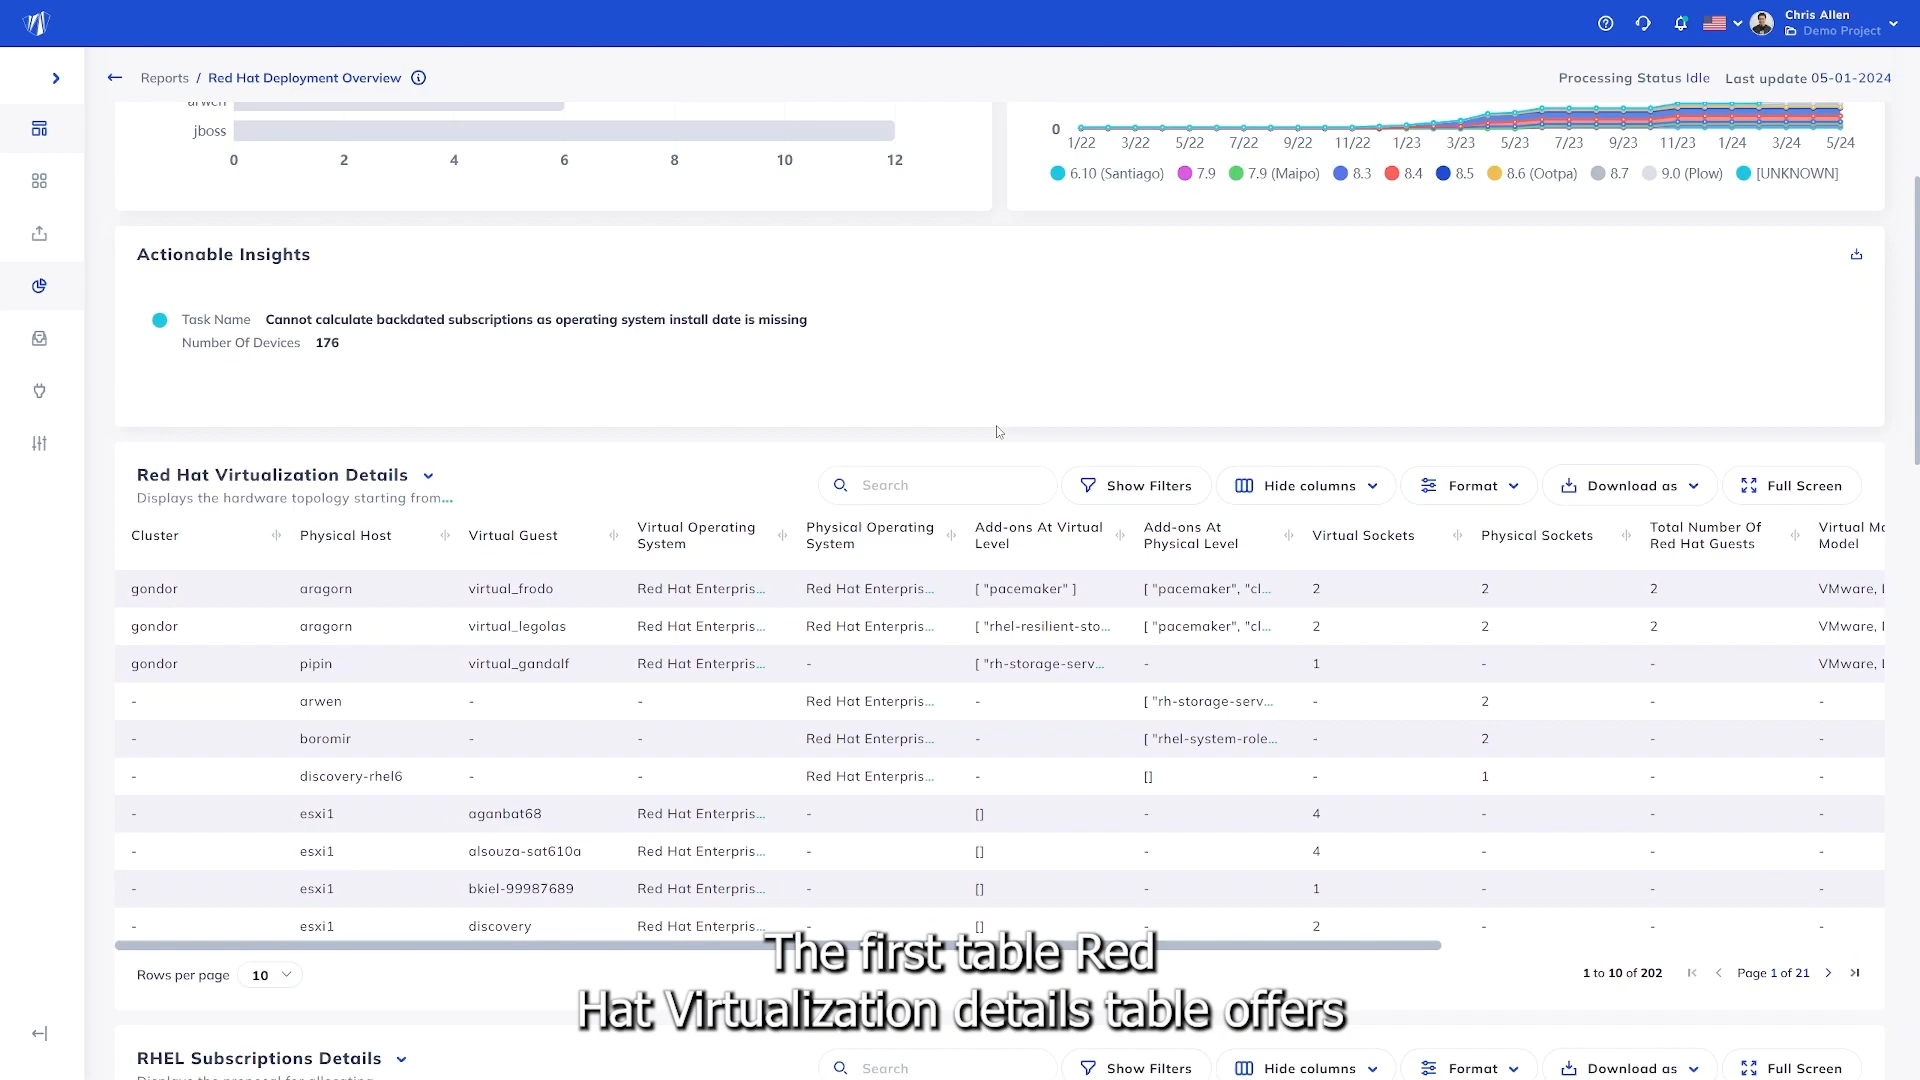 Chris Allen
Demo Project
Reports / Red Hat Deployment Overview
Processing Status Idle Last update 05-01-2024
arwen
jboss
0 2 4 6 8 10 12
0
1/22 3/22 5/22 7/22 9/22 11/22 1/23 3/23 5/23 7/23 9/23 11/23 1/24 3/24 5/24
6.10 (Santiago) 7.9 7.9 (Maipo) 8.3 8.4 8.5 8.6 (Ootpa) 8.7 9.0 (Plow) [UNKNOWN]
Actionable Insights
Task Name Cannot calculate backdated subscriptions as operating system install date is missing
Number Of Devices 176
Red Hat Virtualization Details
Displays the hardware topology starting from...
Search Show Filters Hide columns Format Download as Full Screen
Cluster Physical Host Virtual Guest Virtual Operating System Physical Operating System Add-ons At Virtual Level Add-ons At Physical Level Virtual Sockets Physical Sockets Total Number Of Red Hat Guests Virtual Mo Model
gondor aragorn virtual_frodo Red Hat Enterpris... Red Hat Enterpris... [ "pacemaker" ] [ "pacemaker", "cl... 2 2 2 VMware, I
gondor aragorn virtual_legolas Red Hat Enterpris... Red Hat Enterpris... [ "rhel-resilient-sto... [ "pacemaker", "cl... 2 2 2 VMware, I
gondor pipin virtual_gandalf Red Hat Enterpris... - [ "rh-storage-serv... - 1 - - VMware, I
- arwen - - Red Hat Enterpris... - [ "rh-storage-serv... - 2 - -
- boromir - - Red Hat Enterpris... - [ "rhel-system-role... - 2 - -
- discovery-rhel6 - - Red Hat Enterpris... - [] - 1 - -
- esxi1 aganbat68 Red Hat Enterpris... - [] - 4 - - -
- esxi1 alsouza-sat610a Red Hat Enterpris... - [] - 4 - - -
- esxi1 bkiel-99987689 Red Hat Enterpris... - [] - 1 - - -
- esxi1 discovery Red Hat Enterpris... - [] - 2 - - -
The first table Red
Hat Virtualization details table offers
Rows per page 10
1 to 10 of 202 Page 1 of 21
RHEL Subscriptions Details
Search Show Filters Hide columns Format Download as Full Screen